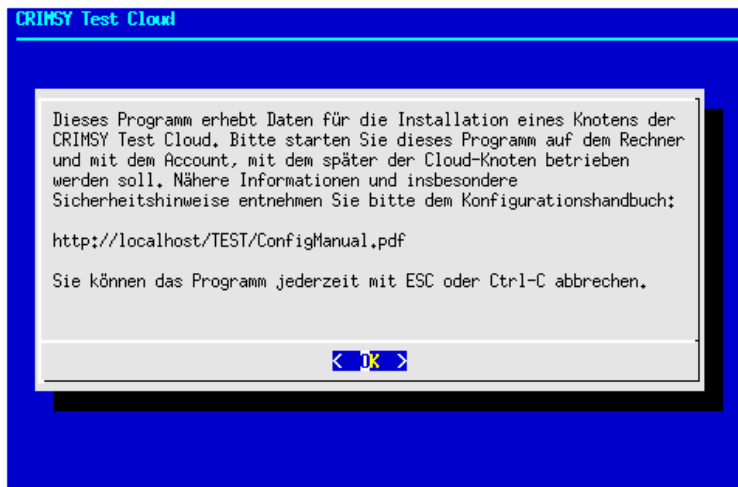 CRIMSY Test Cloud
Dieses Programm erhebt Daten für die Installation eines Knotens der
CRIMSY Test Cloud. Bitte starten Sie dieses Programm auf dem Rechner
und mit dem Account, mit dem später der Cloud-Knoten betrieben
werden soll. Nähere Informationen und insbesondere
Sicherheitshinweise entnehmen Sie bitte dem Konfigurationshandbuch:
http://localhost/TEST/ConfigManual.pdf
Sie können das Programm jederzeit mit ESC oder Ctrl-C abbrechen.
< OK >